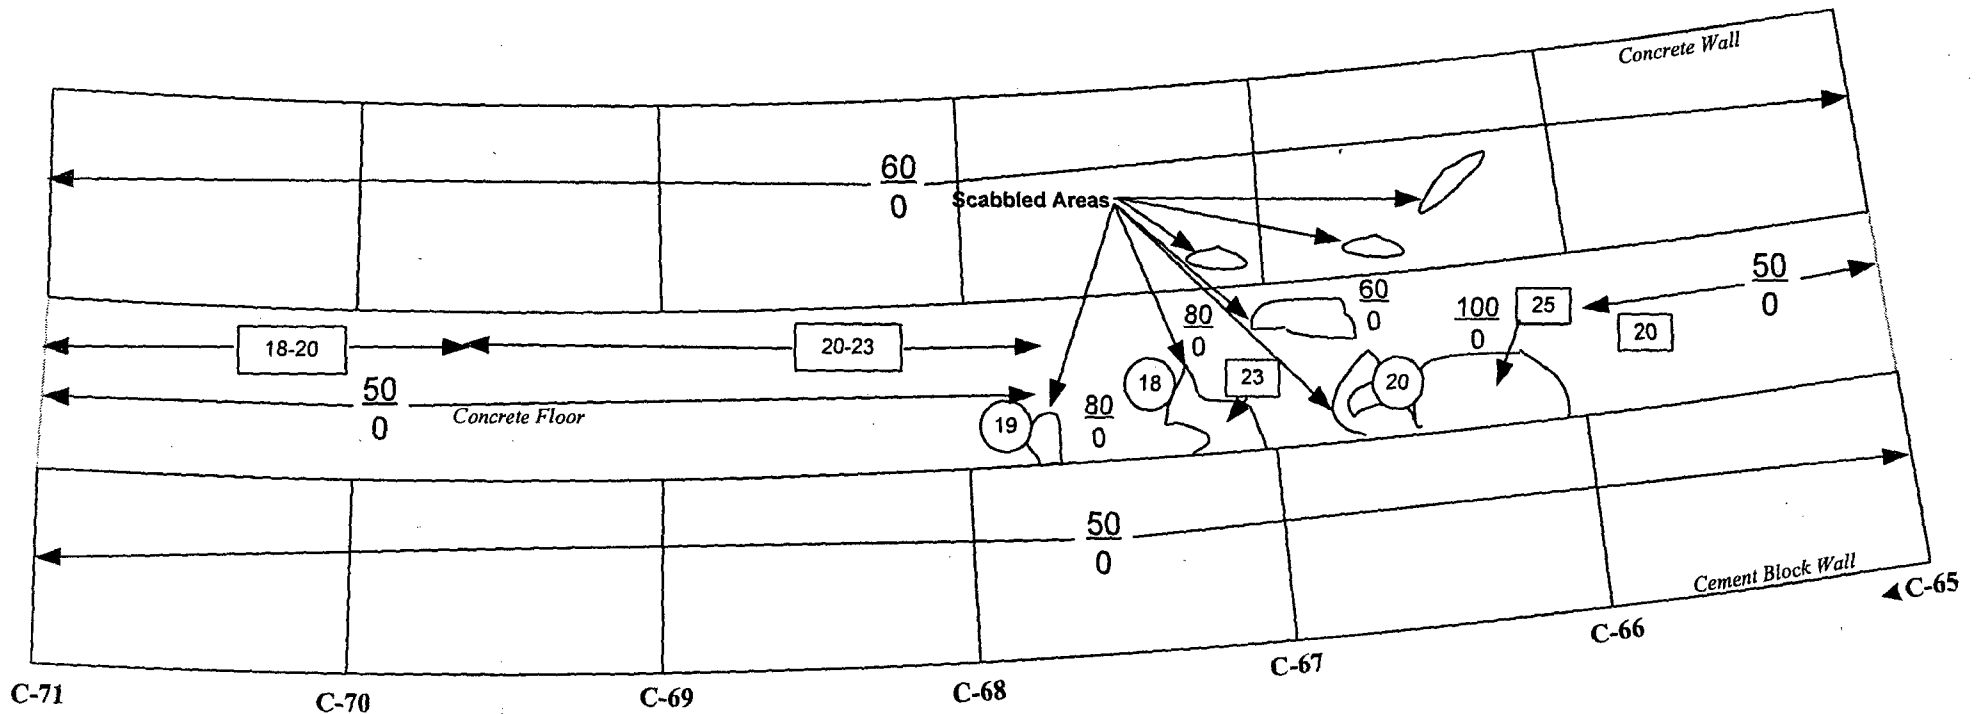 Concrete Wall
60
0
Scabbled Areas
50
0
60
0
100
0
25
20
80
0
18-20
20-23
18
23
20
50
0
Concrete Floor
19
80
0
50
0
Cement Block Wall
C-65
C-66
C-67
C-68
C-69
C-70
C-71